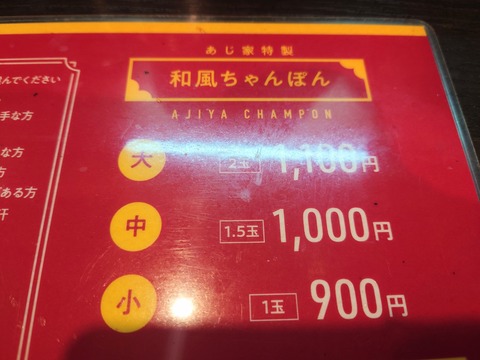 あじ家特製
和風ちゃんぽん
AJIYA CHAMPON
大 2玉 1,100円
中 1.5玉 1,000円
小 1玉 900円
んでください
手な方
な方
方
ある方
汗